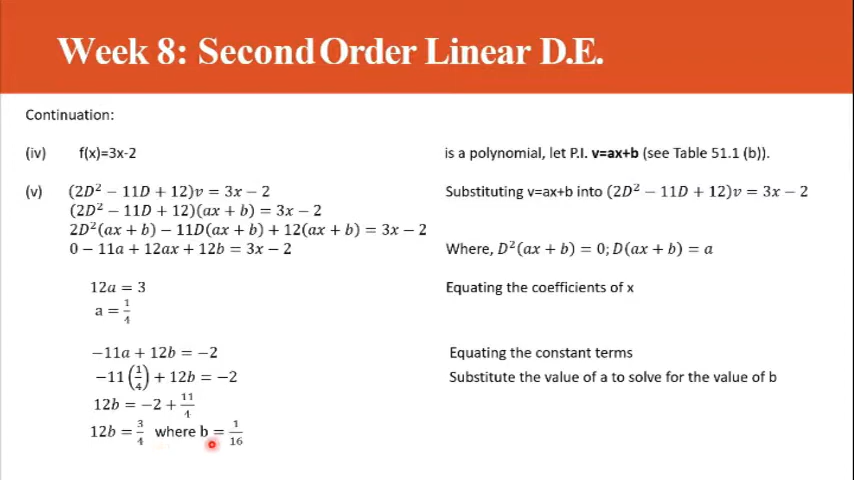 Week 8: Second Order Linear D.E.
Continuation:
(iv) f(x)=3x-2 is a polynomial, let P.I. v=ax+b (see Table 51.1 (b)).
(v) (2D² − 11D + 12)v = 3x − 2 Substituting v=ax+b into (2D² − 11D + 12)v = 3x − 2
(2D² − 11D + 12)(ax + b) = 3x − 2
2D²(ax + b) − 11D(ax + b) + 12(ax + b) = 3x − 2
0 − 11a + 12ax + 12b = 3x − 2 Where, D²(ax + b) = 0; D(ax + b) = a
12a = 3 Equating the coefficients of x
a = 1/4
−11a + 12b = −2 Equating the constant terms
−11(1/4) + 12b = −2 Substitute the value of a to solve for the value of b
12b = −2 + 11/4
12b = 3/4 where b = 1/16